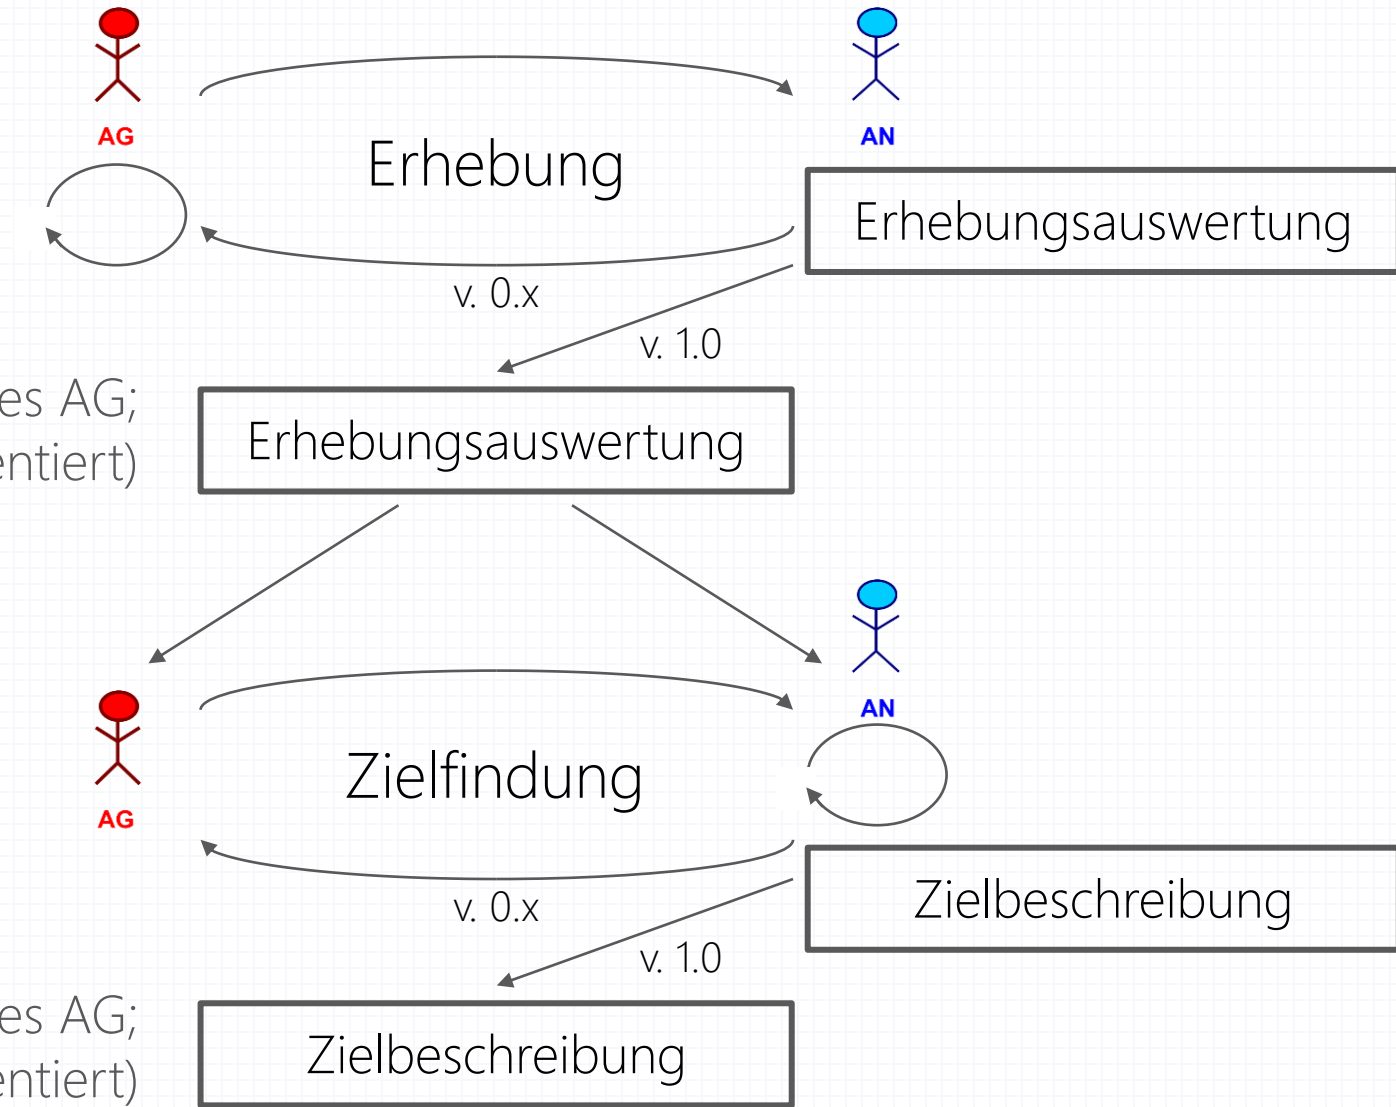 AG
AN
Erhebung
Erhebungsauswertung
v. 0.x
v. 1.0
es AG;
entiert)
Erhebungsauswertung
AN
AG
Zielfindung
Zielbeschreibung
v. 0.x
v. 1.0
es AG;
entiert)
Zielbeschreibung